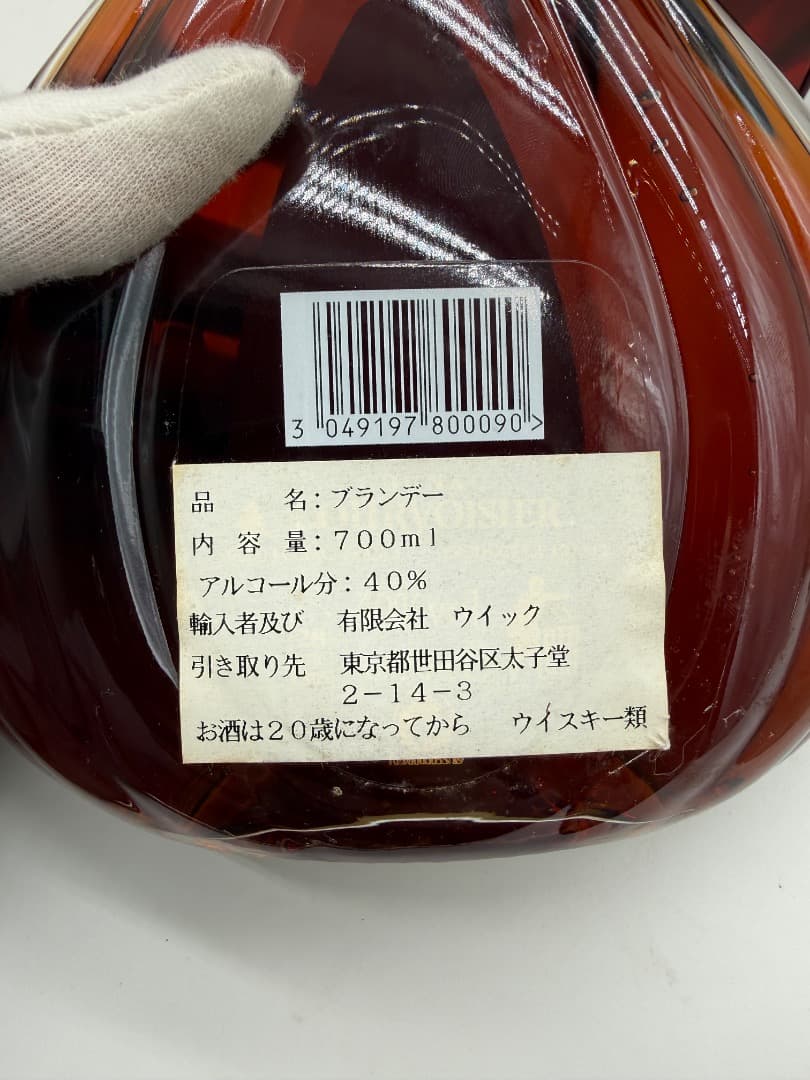 3 049197 800090 >
品 名：ブランデー
内 容 量：７００ｍｌ
アルコール分：４０％
輸入者及び 有限会社 ウイック
引き取り先 東京都世田谷区太子堂
２－１４－３
お酒は２０歳になってから ウイスキー類